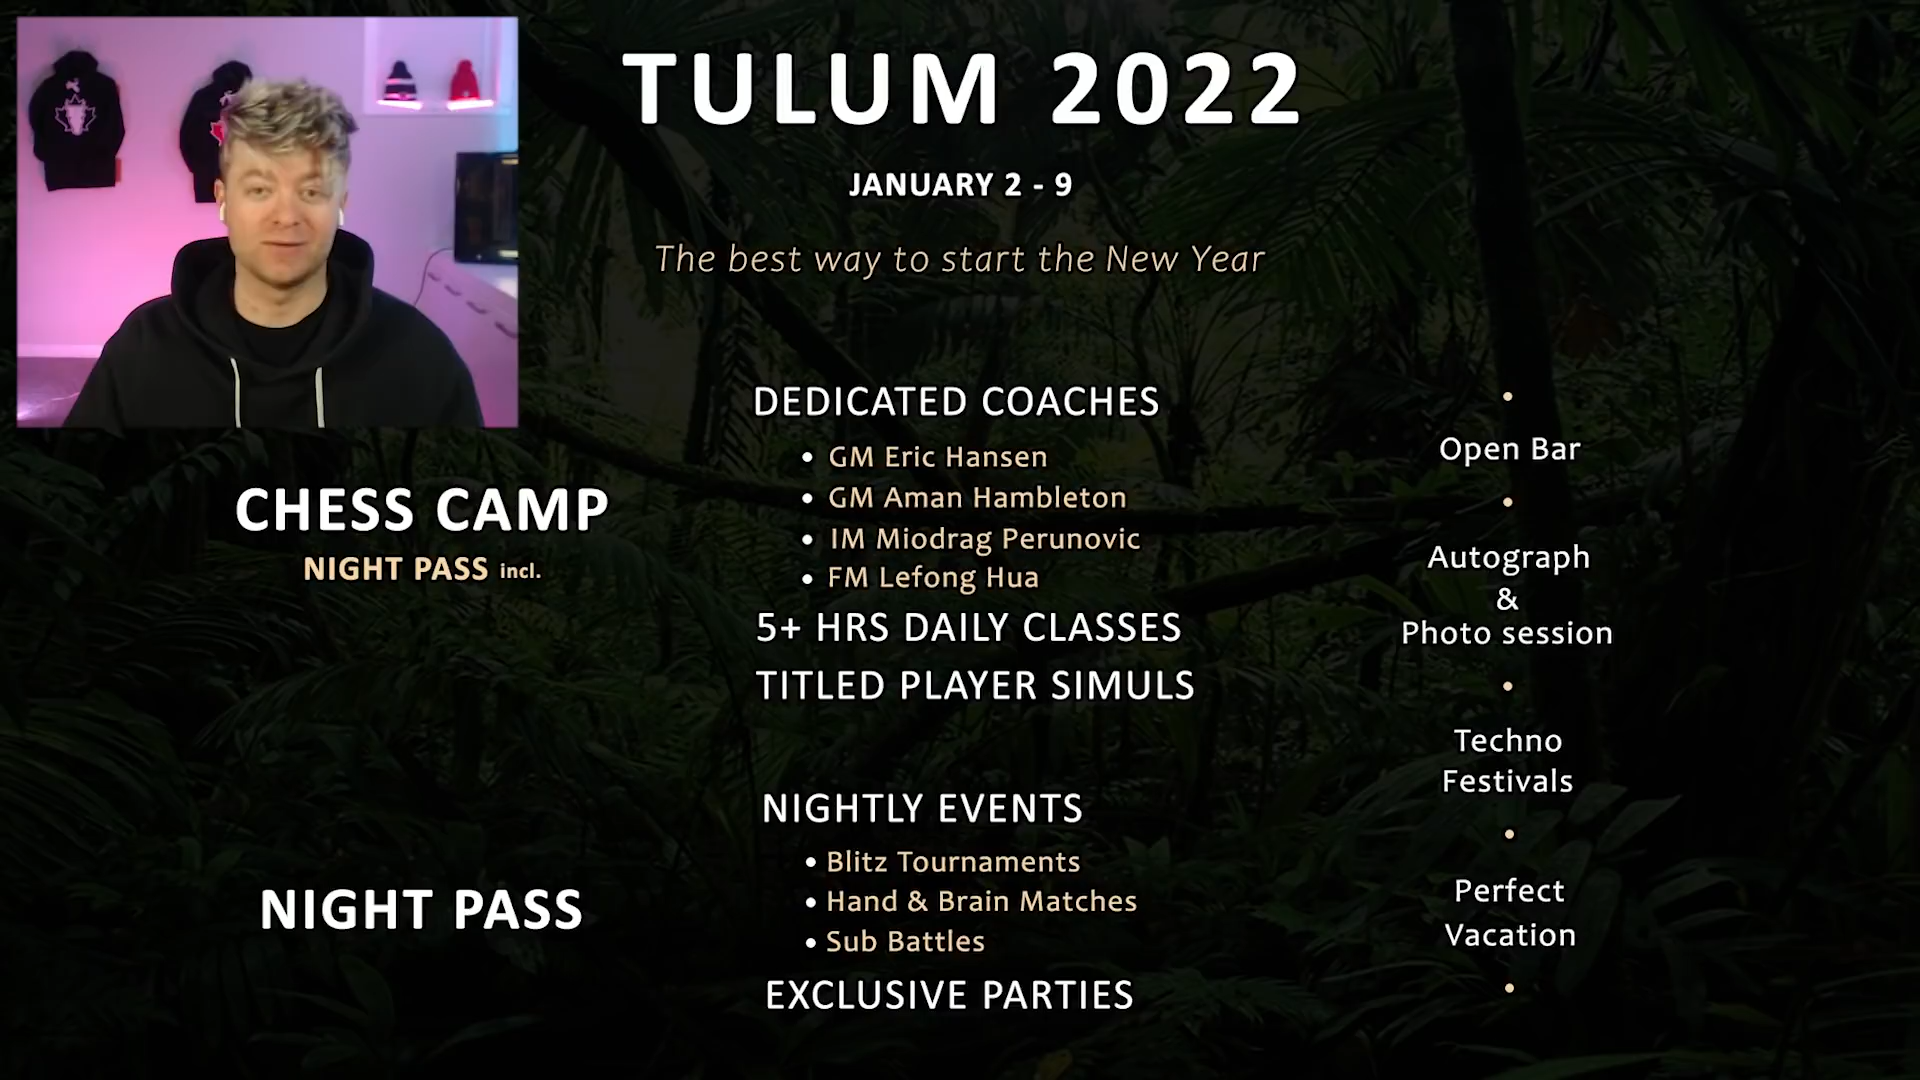 TULUM 2022
JANUARY 2 - 9
The best way to start the New Year
CHESS CAMP
NIGHT PASS incl.
DEDICATED COACHES
• GM Eric Hansen
• GM Aman Hambleton
• IM Miodrag Perunovic
• FM Lefong Hua
5+ HRS DAILY CLASSES
TITLED PLAYER SIMULS
NIGHT PASS
NIGHTLY EVENTS
• Blitz Tournaments
• Hand & Brain Matches
• Sub Battles
EXCLUSIVE PARTIES
•
Open Bar
•
Autograph
&
Photo session
•
Techno
Festivals
•
Perfect
Vacation
•